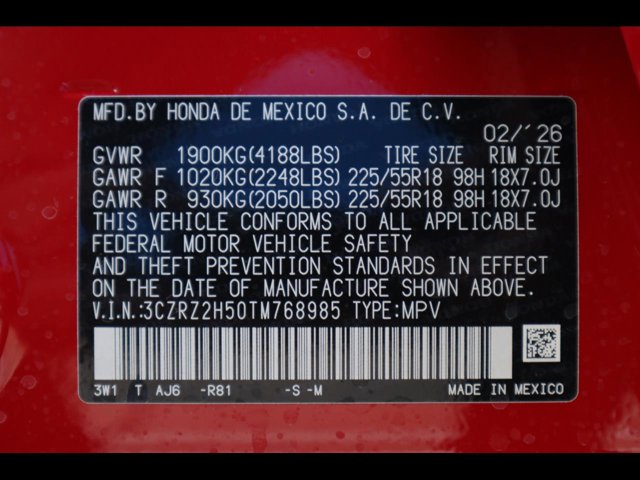 MFD.BY HONDA DE MEXICO S.A. DE C.V.
02/´26
GVWR 1900KG(4188LBS) TIRE SIZE RIM SIZE
GAWR F 1020KG(2248LBS) 225/55R18 98H 18X7.0J
GAWR R 930KG(2050LBS) 225/55R18 98H 18X7.0J
THIS VEHICLE CONFORMS TO ALL APPLICABLE
FEDERAL MOTOR VEHICLE SAFETY
AND THEFT PREVENTION STANDARDS IN EFFECT
ON THE DATE OF MANUFACTURE SHOWN ABOVE.
V.I.N.:3CZRZ2H50TM768985 TYPE:MPV
3W1 T AJ6 -R81 -S -M MADE IN MEXICO